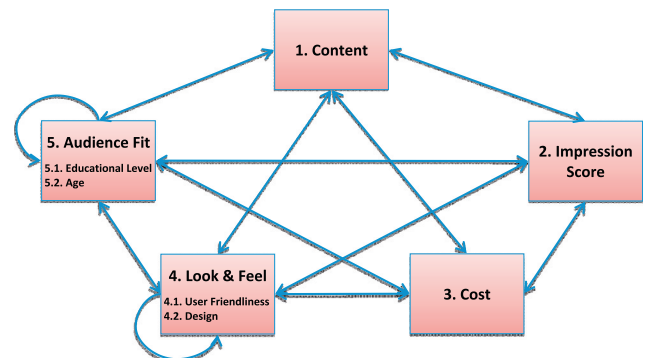 1. Content
5. Audience Fit
5.1. Educational Level
5.2. Age
2. Impression
Score
4. Look & Feel
4.1. User Friendliness
4.2. Design
3. Cost